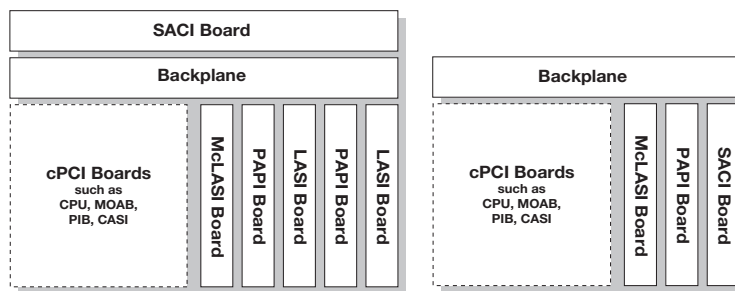 SACI Board
Backplane
cPCI Boards
such as
CPU, MOAB,
PIB, CASI
McLASI Board
PAPI Board
LASI Board
PAPI Board
LASI Board
Backplane
cPCI Boards
such as
CPU, MOAB,
PIB, CASI
McLASI Board
PAPI Board
SACI Board